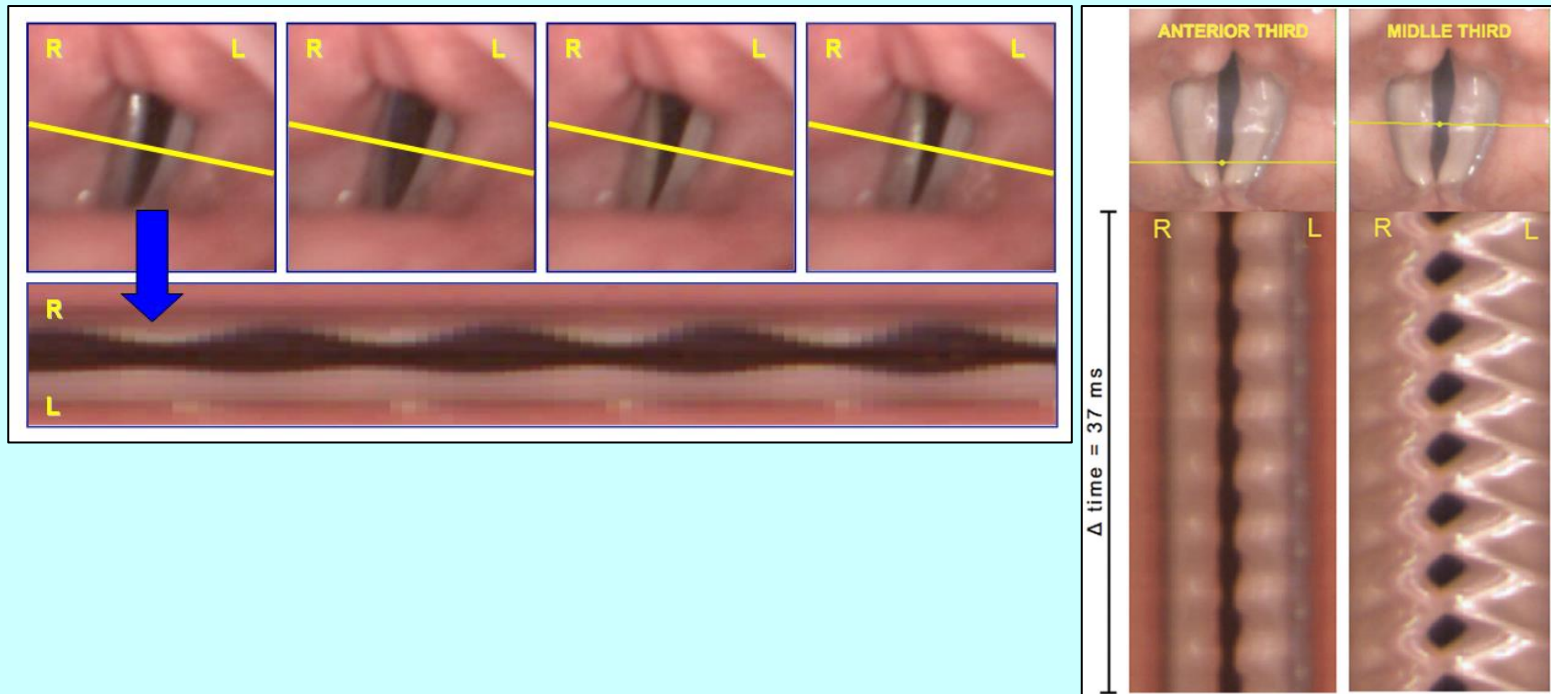 R L
R L
R L
R L
R
L
ANTERIOR THIRD
MIDLLE THIRD
R L
R L
Δ time = 37 ms